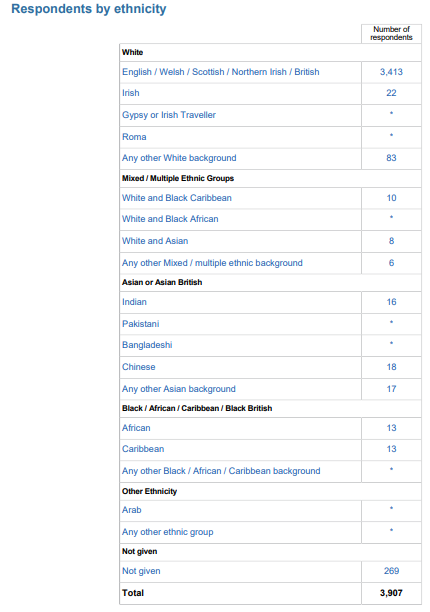 Respondents by ethnicity
Number of
respondents
White
English / Welsh / Scottish / Northern Irish / British 3,413
Irish 22
Gypsy or Irish Traveller *
Roma *
Any other White background 83
Mixed / Multiple Ethnic Groups
White and Black Caribbean 10
White and Black African *
White and Asian 8
Any other Mixed / multiple ethnic background 6
Asian or Asian British
Indian 16
Pakistani *
Bangladeshi *
Chinese 18
Any other Asian background 17
Black / African / Caribbean / Black British
African 13
Caribbean 13
Any other Black / African / Caribbean background *
Other Ethnicity
Arab *
Any other ethnic group *
Not given
Not given 269
Total 3,907